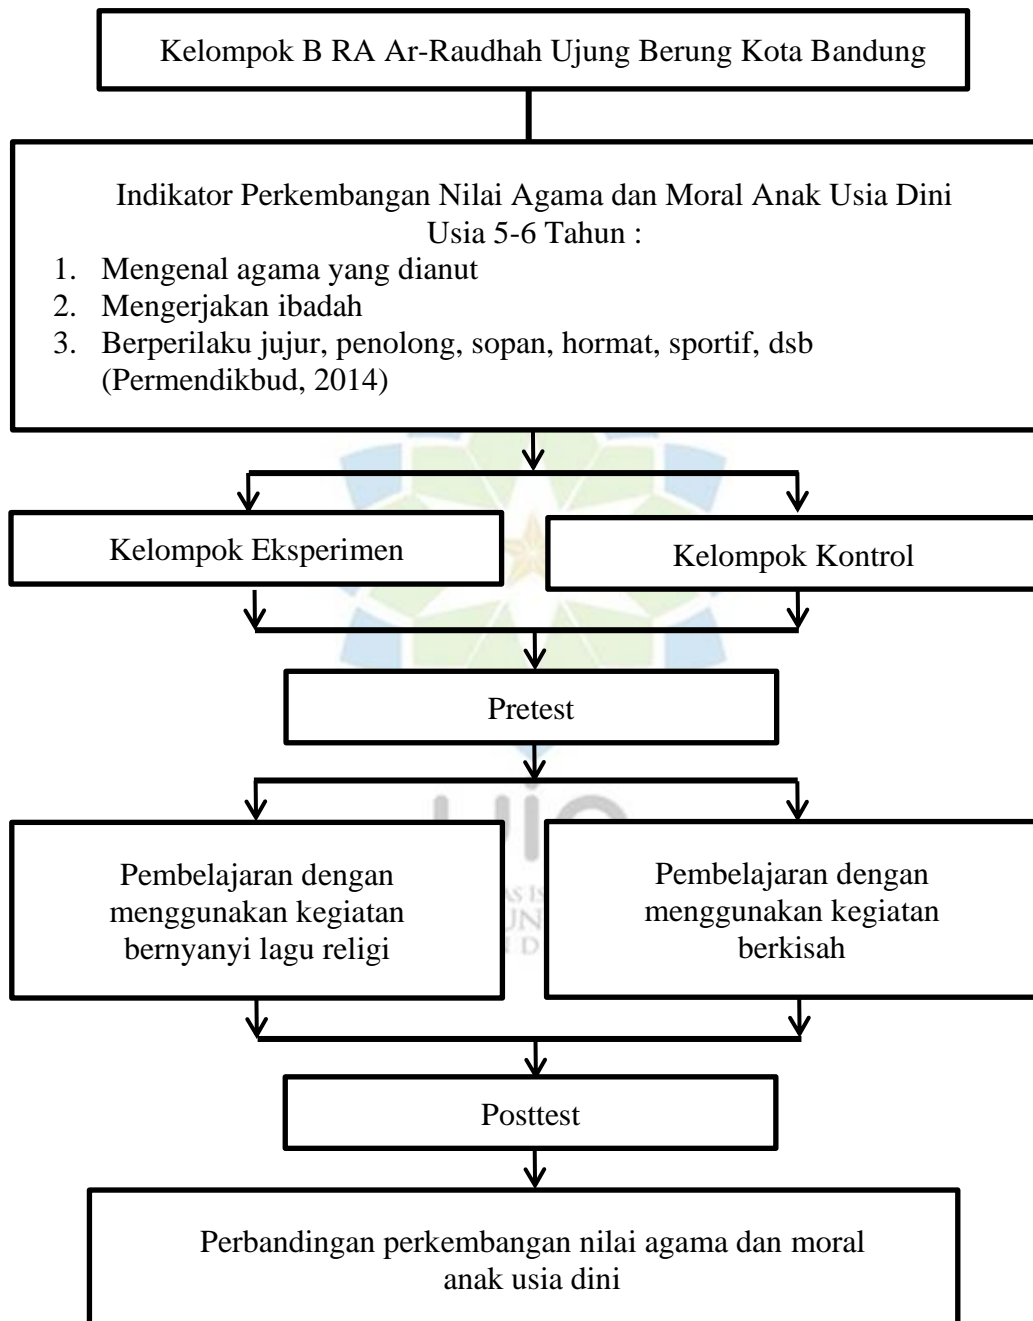 Kelompok B RA Ar-Raudhah Ujung Berung Kota Bandung
Indikator Perkembangan Nilai Agama dan Moral Anak Usia Dini
Usia 5-6 Tahun :
1. Mengenal agama yang dianut
2. Mengerjakan ibadah
3. Berperilaku jujur, penolong, sopan, hormat, sportif, dsb
(Permendikbud, 2014)
Kelompok Eksperimen
Kelompok Kontrol
Pretest
Pembelajaran dengan
menggunakan kegiatan
bernyanyi lagu religi
Pembelajaran dengan
menggunakan kegiatan
berkisah
Posttest
Perbandingan perkembangan nilai agama dan moral
anak usia dini